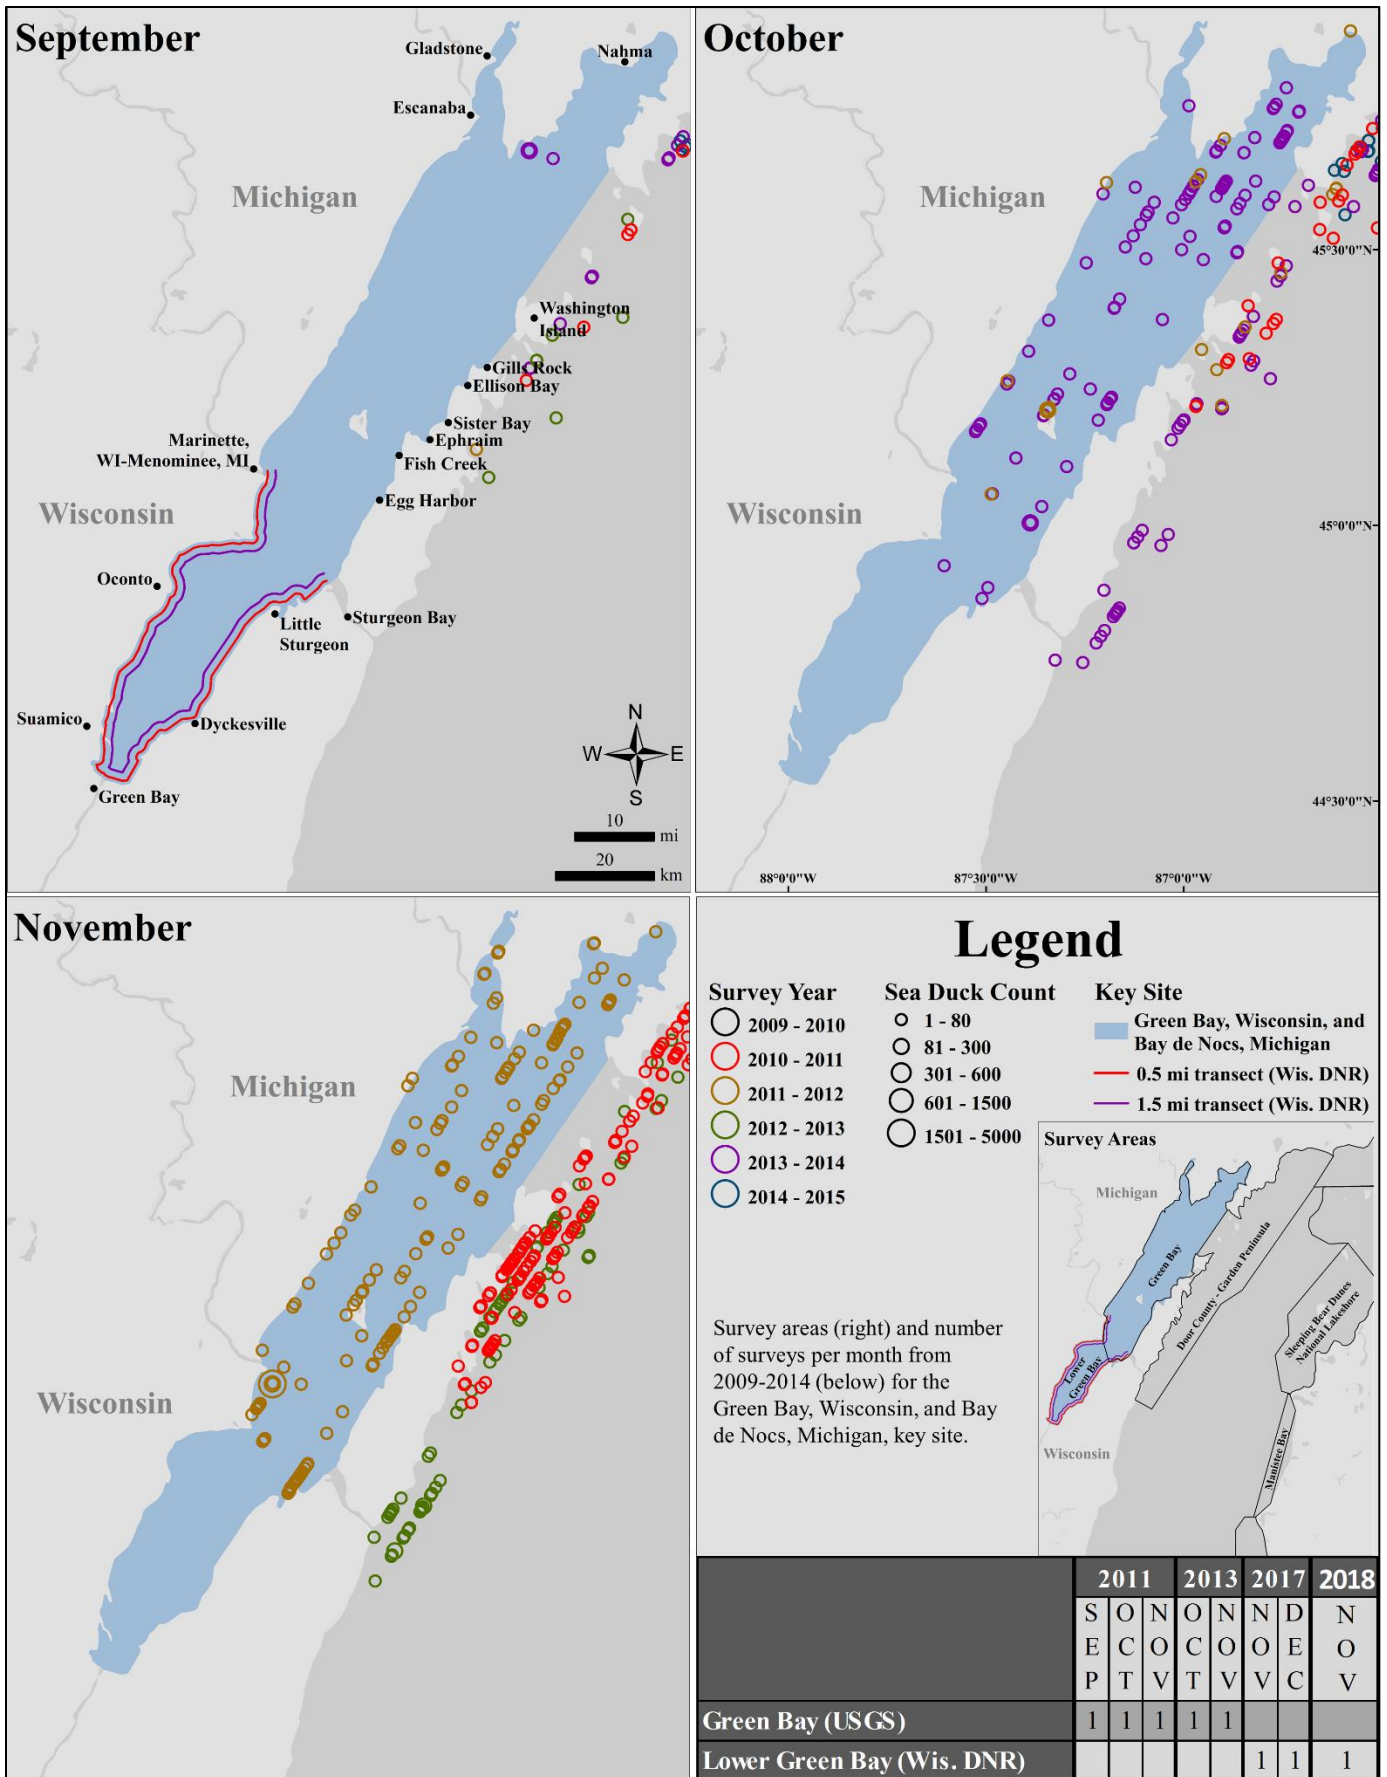 September
Gladstone
Nahma
Escanaba
Michigan
Washington
Island
Gills Rock
Ellison Bay
Sister Bay
Marinette,
WI-Menominee, MI
Ephraim
Fish Creek
Wisconsin
Egg Harbor
Oconto
Little
Sturgeon
Sturgeon Bay
Suamico
Dyckesville
Green Bay
N
W
E
S
10
mi
20
km
October
Michigan
45°30'0"N
Wisconsin
45°0'0"N
44°30'0"N
88°0'0"W
87°30'0"W
87°0'0"W
November
Michigan
Wisconsin
Legend
Survey Year
2009 - 2010
2010 - 2011
2011 - 2012
2012 - 2013
2013 - 2014
2014 - 2015
Sea Duck Count
1 - 80
81 - 300
301 - 600
601 - 1500
1501 - 5000
Key Site
Green Bay, Wisconsin, and
Bay de Nocs, Michigan
0.5 mi transect (Wis. DNR)
1.5 mi transect (Wis. DNR)
Survey areas (right) and number
of surveys per month from
2009-2014 (below) for the
Green Bay, Wisconsin, and Bay
de Nocs, Michigan, key site.
Survey Areas
Michigan
Green Bay
Door County - Garden Peninsula
Sleeping Bear Dunes
National Lakeshore
Lower
Green Bay
Wisconsin
Manistee Bay
2011 2013 2017 2018
SEP OCT NOV OCT NOV NOV DEC NOV
Green Bay (USGS) 1 1 1 1 1
Lower Green Bay (Wis. DNR) 1 1 1